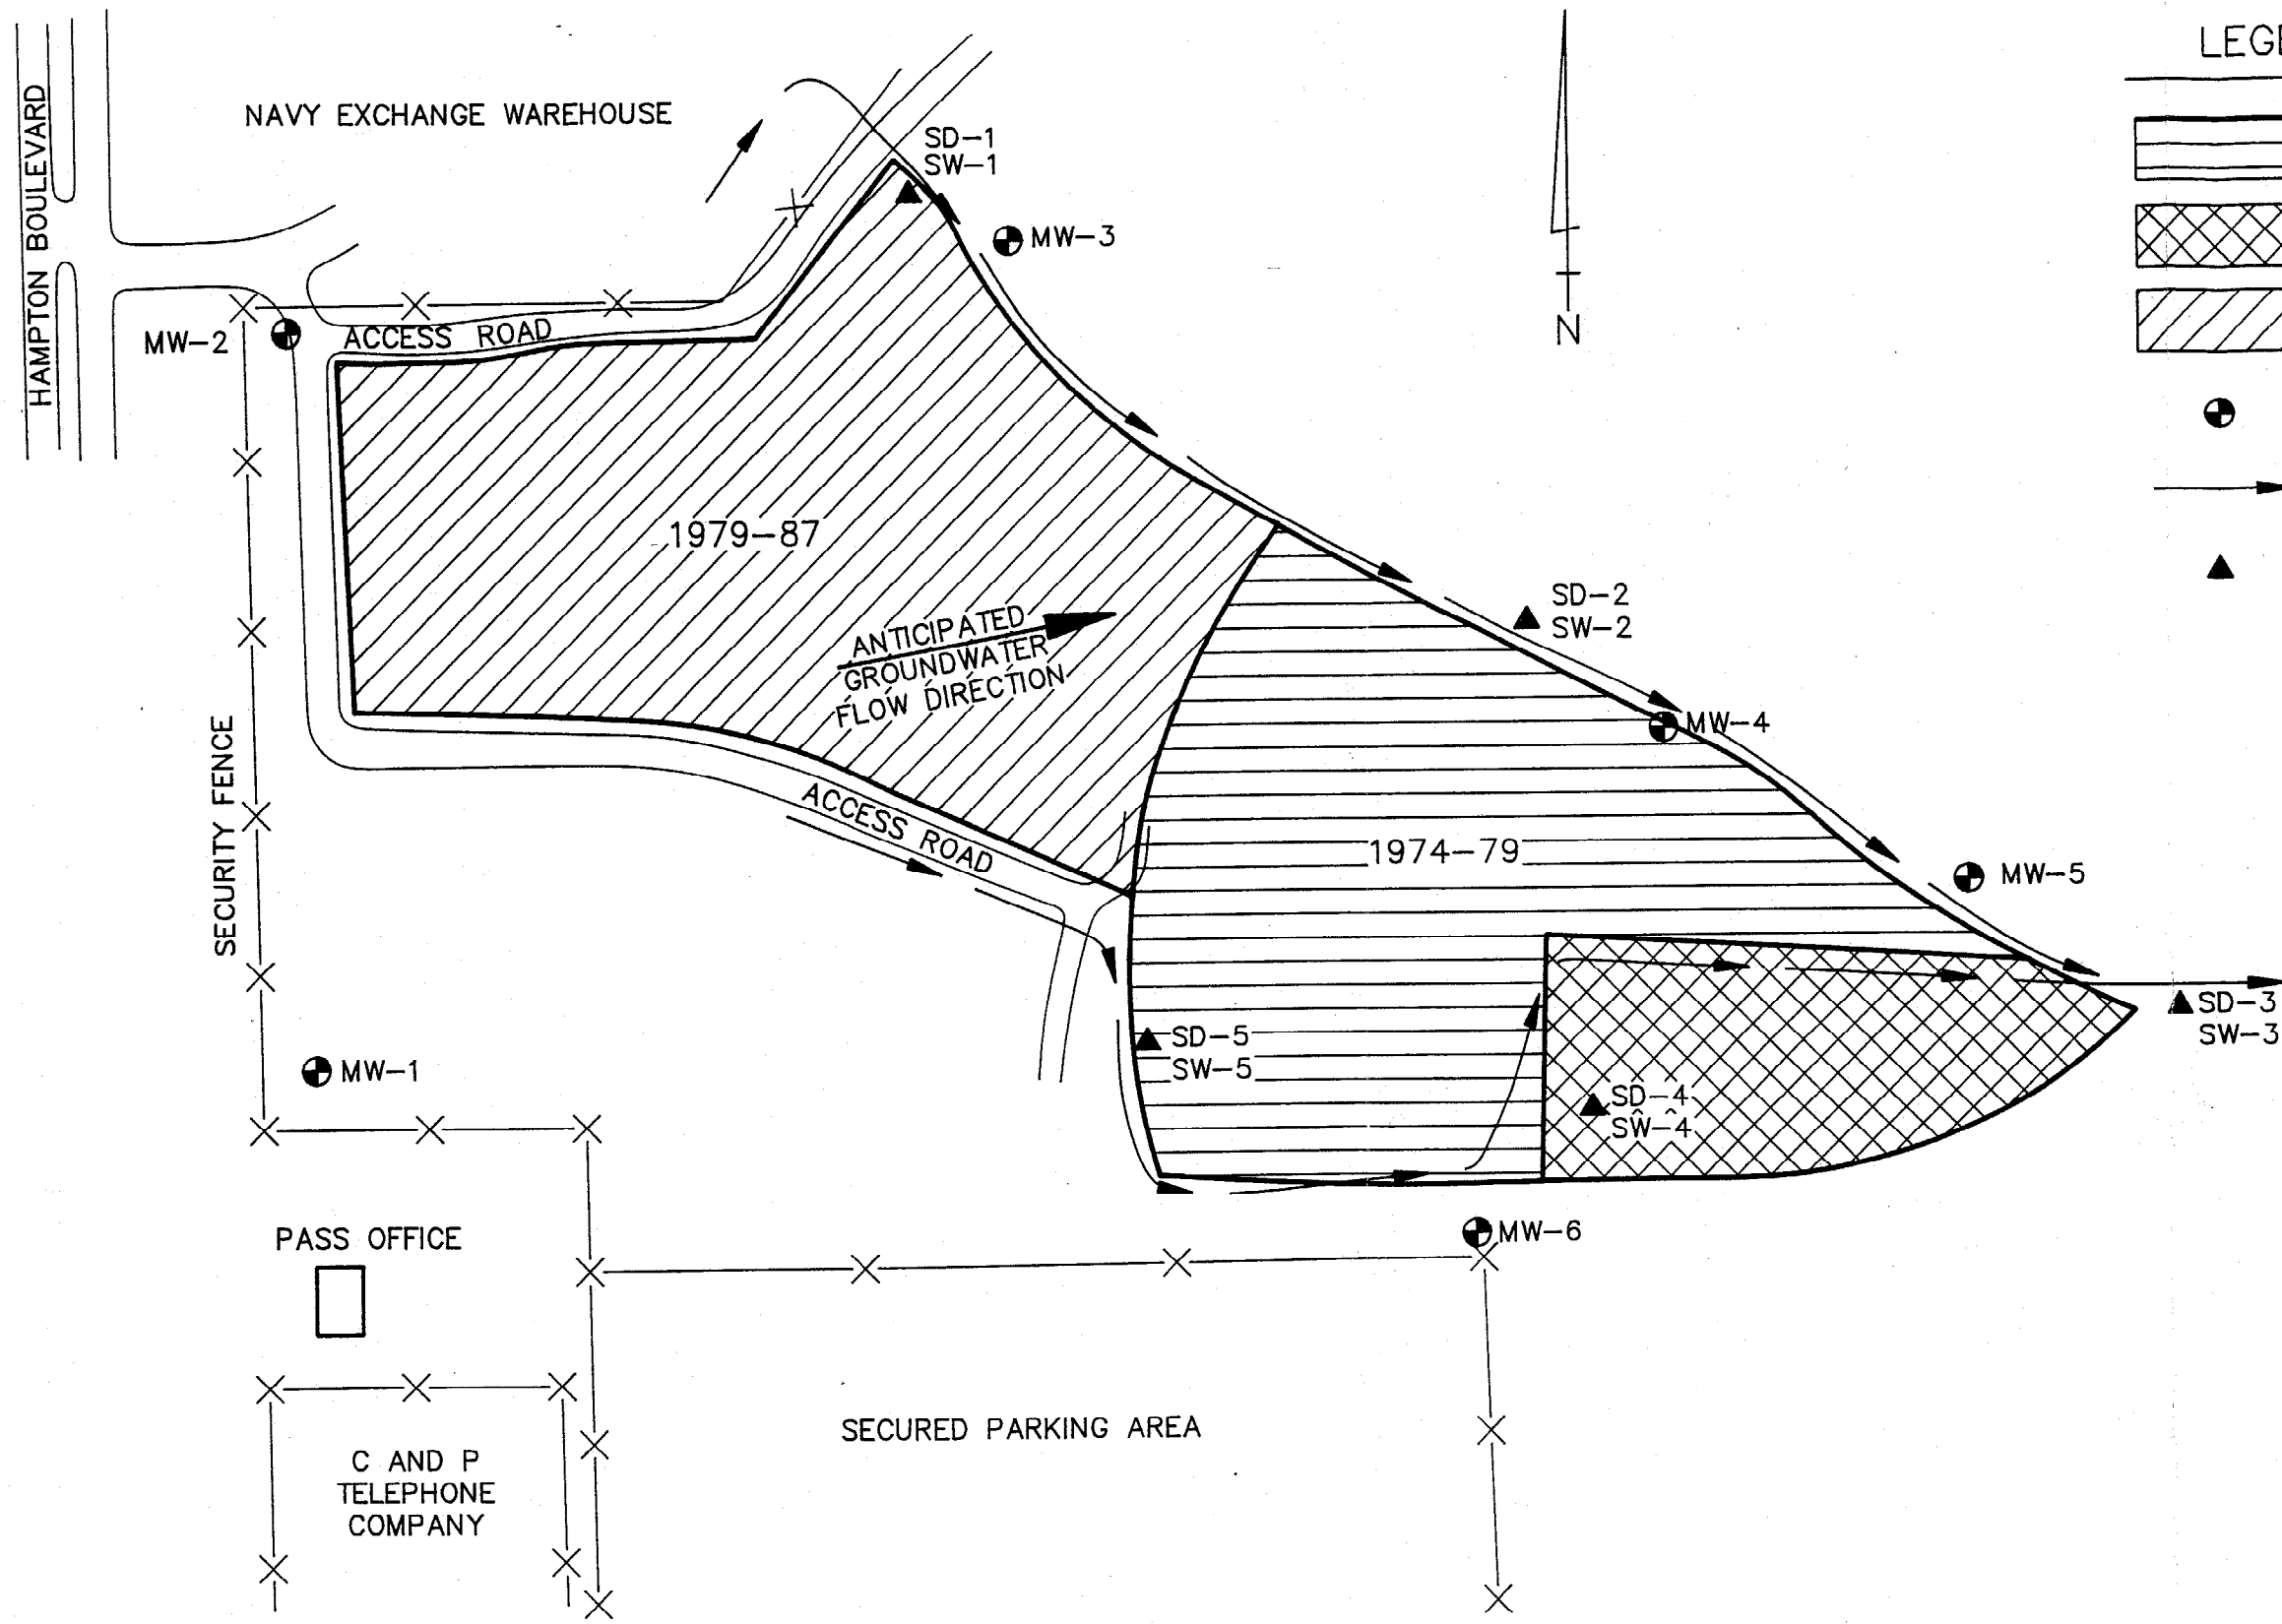 LEGE
HAMPTON BOULEVARD
NAVY EXCHANGE WAREHOUSE
SD-1
SW-1
MW-3
N
MW-2
ACCESS ROAD
1979-87
ANTICIPATED
GROUNDWATER
FLOW DIRECTION
SD-2
SW-2
MW-4
SECURITY FENCE
ACCESS ROAD
1974-79
MW-5
SD-3
SW-3
SD-5
SW-5
MW-1
SD-4
SW-4
PASS OFFICE
MW-6
SECURED PARKING AREA
C AND P
TELEPHONE
COMPANY